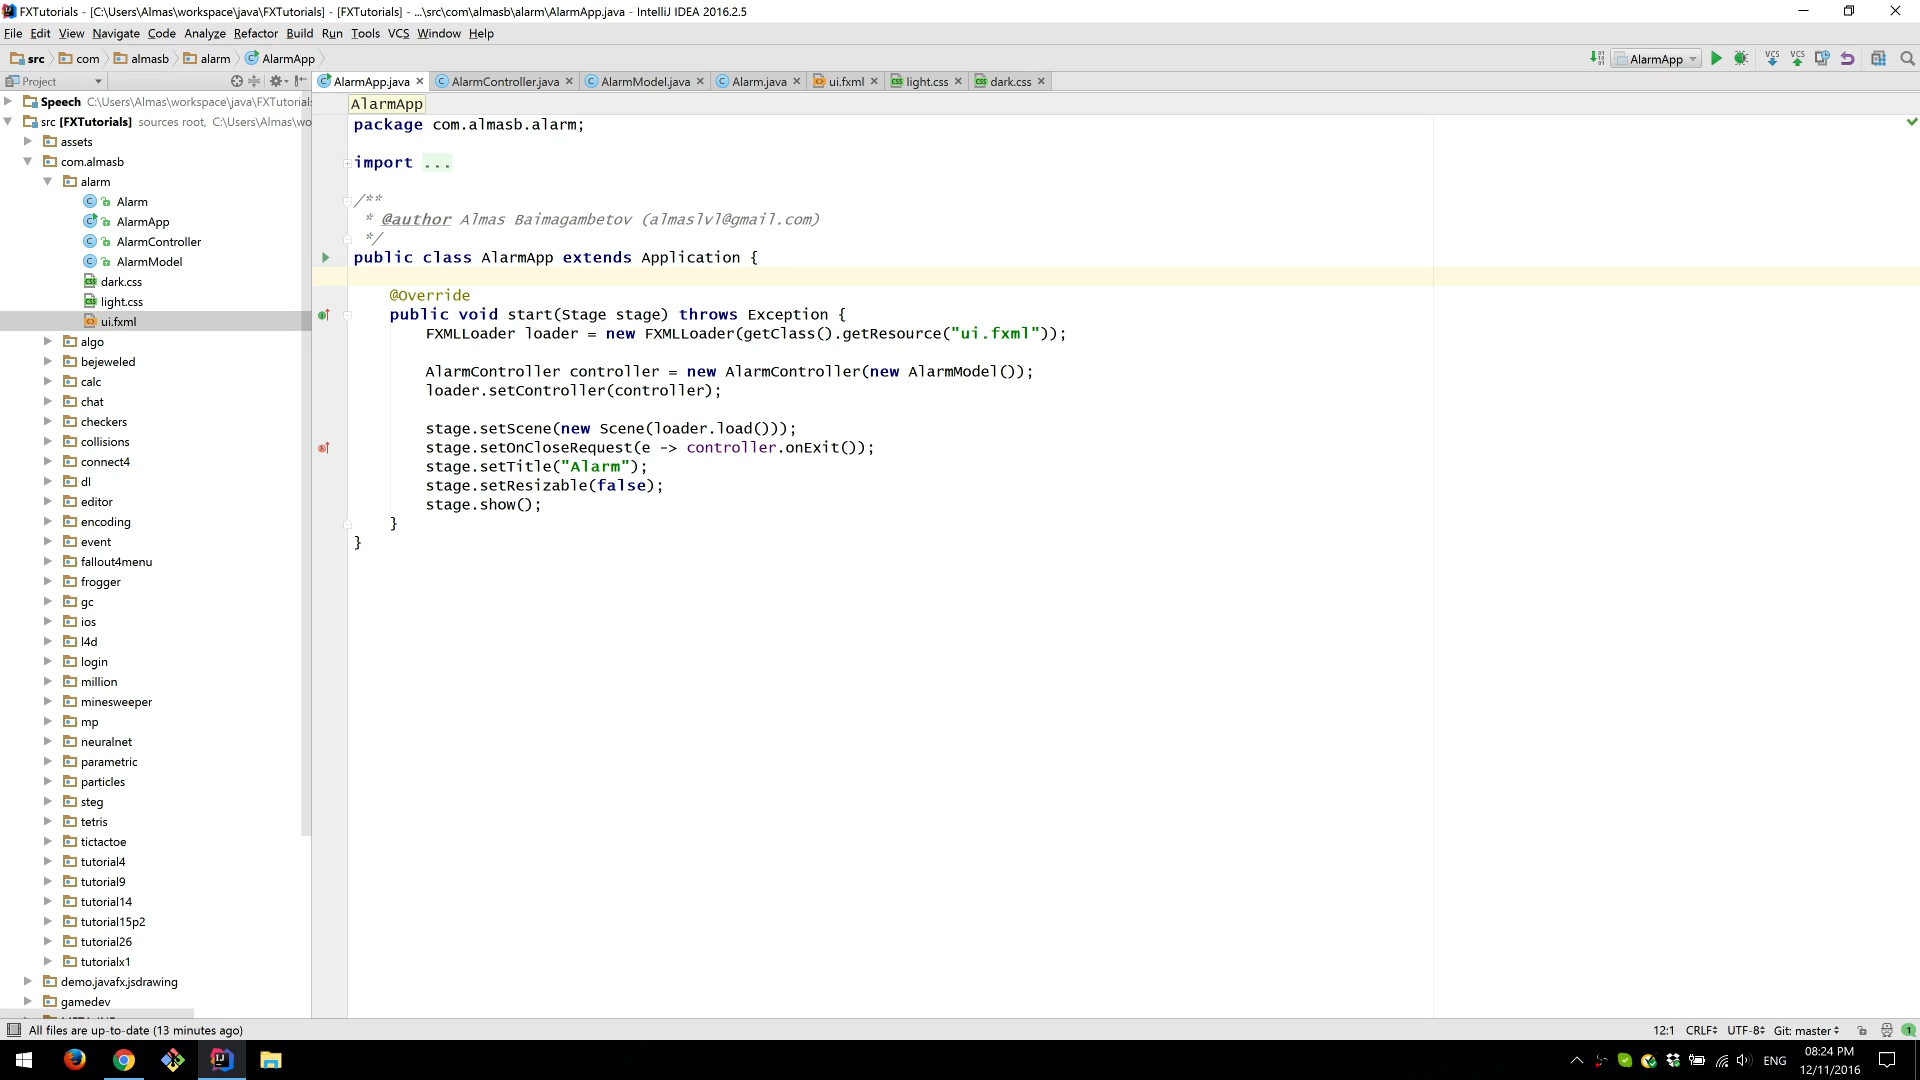 FXTutorials - [C:\Users\Almas\workspace\java\FXTutorials] - [FXTutorials] - ...\src\com\almasb\alarm\AlarmApp.java - IntelliJ IDEA 2016.2.5
File Edit View Navigate Code Analyze Refactor Build Run Tools VCS Window Help
src com almasb alarm AlarmApp
AlarmApp
VCS VCS
Project
AlarmApp.java AlarmController.java AlarmModel.java Alarm.java ui.fxml light.css dark.css
Speech C:\Users\Almas\workspace\java\FXTutorials
src [FXTutorials] sources root, C:\Users\Almas\wo
assets
com.almasb
alarm
Alarm
AlarmApp
AlarmController
AlarmModel
dark.css
light.css
ui.fxml
algo
bejeweled
calc
chat
checkers
collisions
connect4
dl
editor
encoding
event
fallout4menu
frogger
gc
ios
l4d
login
million
minesweeper
mp
neuralnet
parametric
particles
steg
tetris
tictactoe
tutorial4
tutorial9
tutorial14
tutorial15p2
tutorial26
tutorialx1
demo.javafx.jsdrawing
gamedev
AlarmApp
package com.almasb.alarm;
import ...
/**
* @author Almas Baimagambetov (almaslvl@gmail.com)
*/
public class AlarmApp extends Application {
@Override
public void start(Stage stage) throws Exception {
FXMLLoader loader = new FXMLLoader(getClass().getResource("ui.fxml"));
AlarmController controller = new AlarmController(new AlarmModel());
loader.setController(controller);
stage.setScene(new Scene(loader.load()));
stage.setOnCloseRequest(e -> controller.onExit());
stage.setTitle("Alarm");
stage.setResizable(false);
stage.show();
}
}
All files are up-to-date (13 minutes ago)
12:1 CRLF UTF-8 Git: master 1
ENG
08:24 PM
12/11/2016